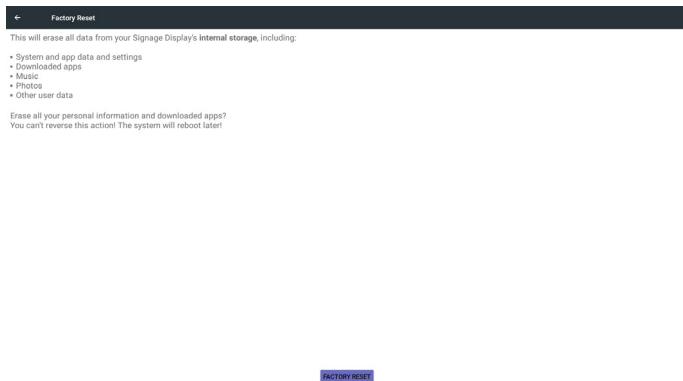 ← Factory Reset
This will erase all data from your Signage Display's internal storage, including:
▪ System and app data and settings
▪ Downloaded apps
▪ Music
▪ Photos
▪ Other user data
Erase all your personal information and downloaded apps?
You can't reverse this action! The system will reboot later!
FACTORY RESET